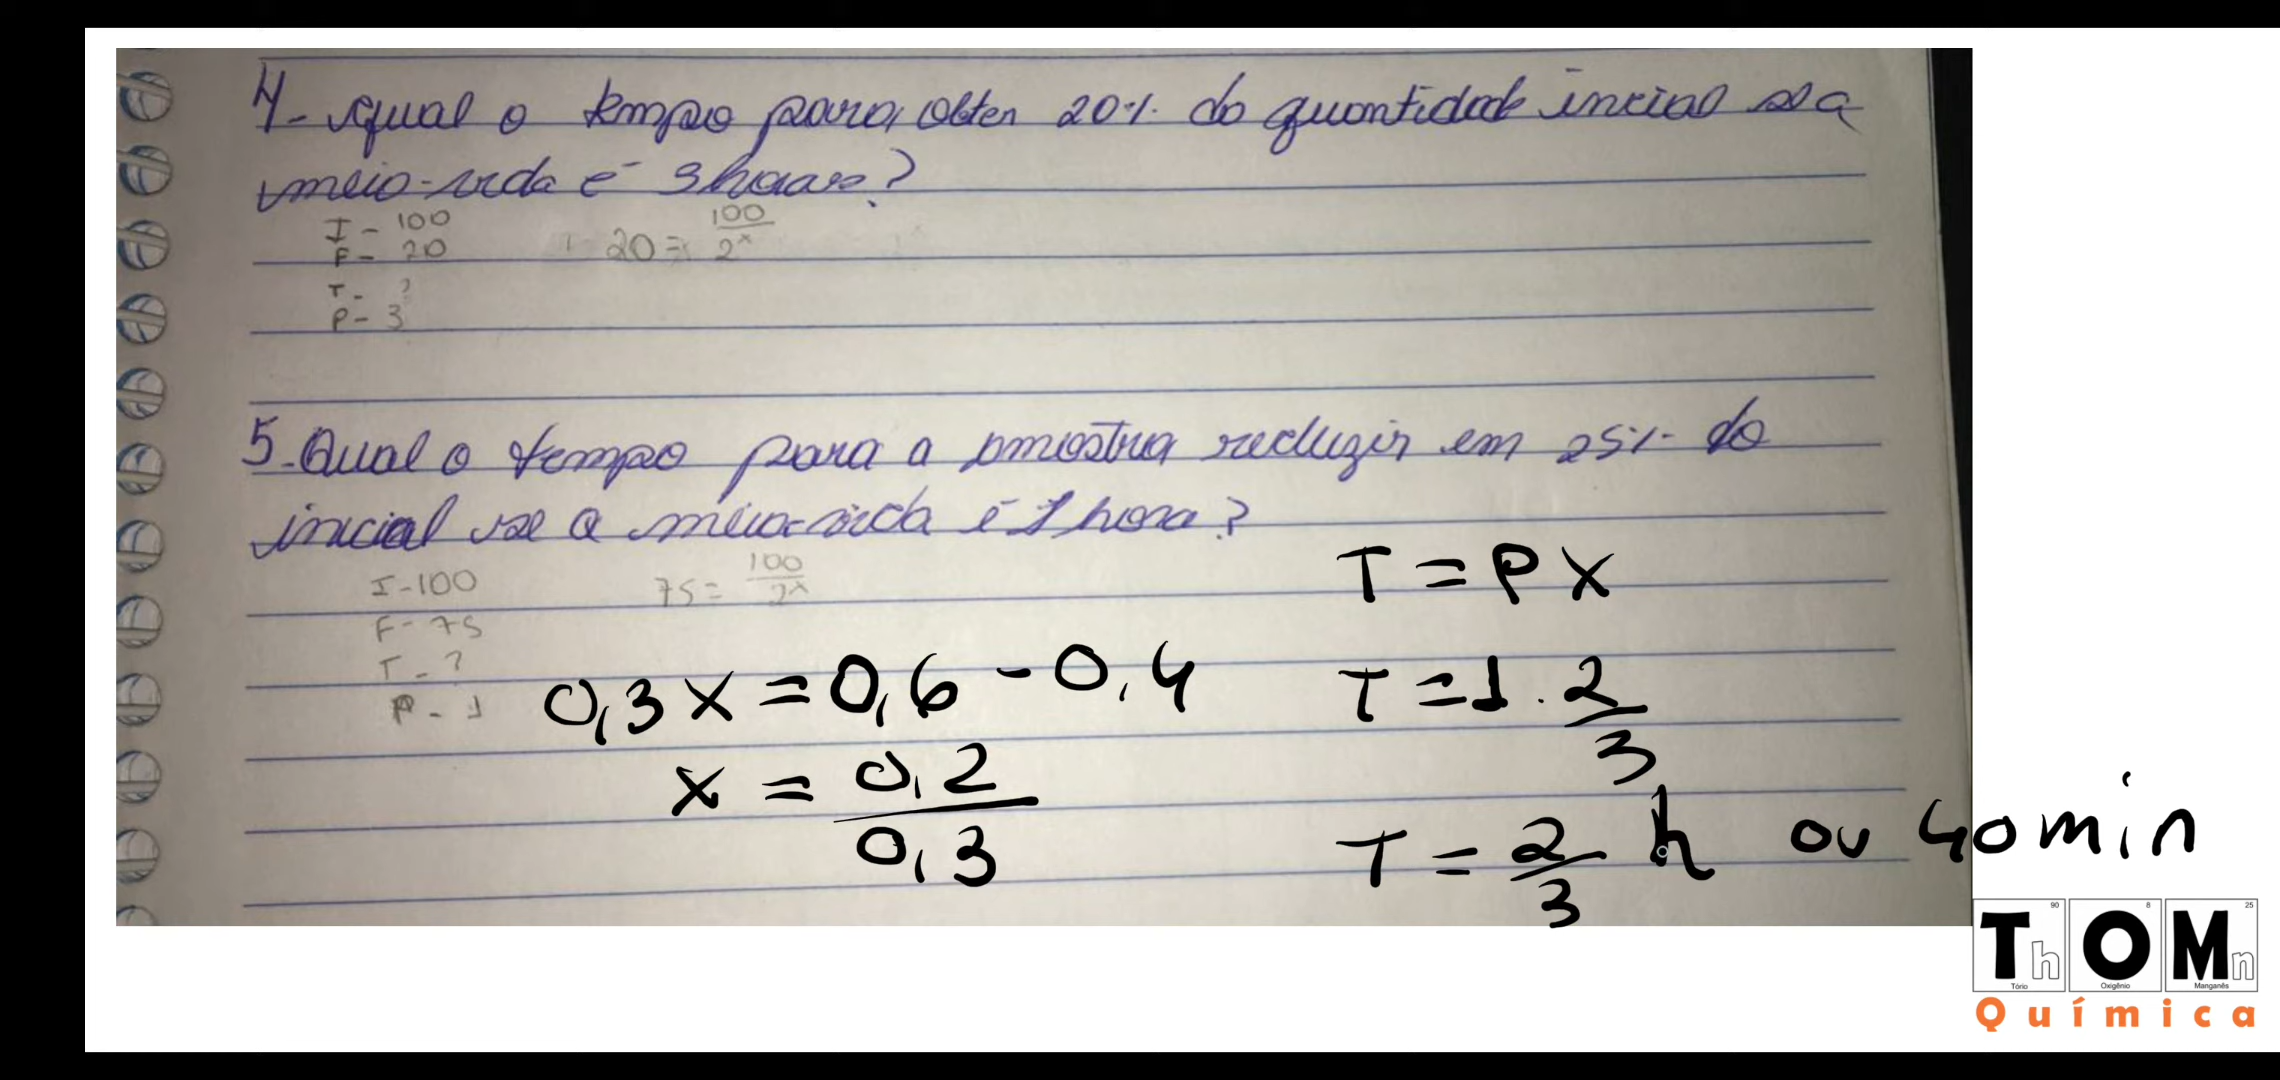 4- Qual o tempo para obter 20% da quantidade incial se a
meia-vida é 3 horas?
I - 100
F - 20
T - ?
P - 3
20 = 100/2^x
5-Qual o tempo para a amostra reduzir em 25% do
inicial se a meia-vida é 1 hora?
I-100
F- 75
T - ?
P - 1
75 = 100/2^x
0,3 x = 0,6 - 0,4
x = 0,2/0,3
T = P x
T = 1 . 2/3
T = 2/3 h ou 40 min
90 8 25
Th O Mn
Tório Oxigênio Manganês
Química